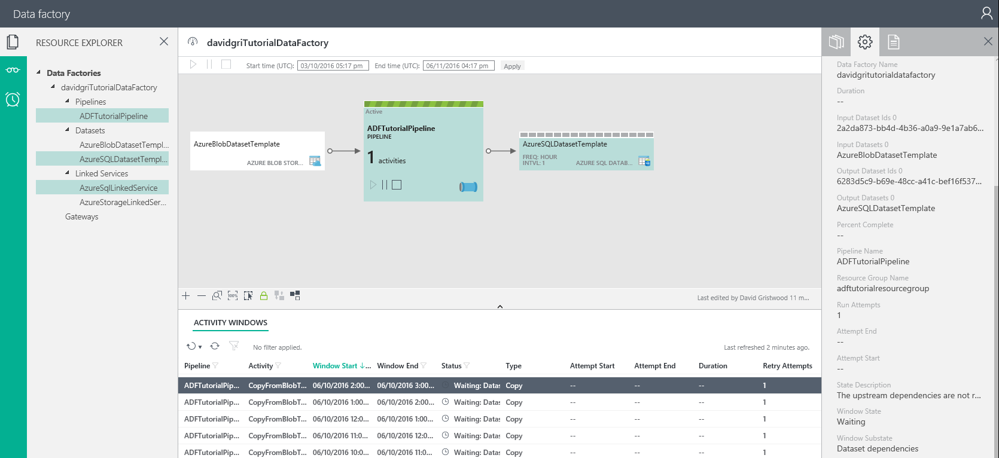 Data factory
RESOURCE EXPLORER
Data Factories
davidgriTutorialDataFactory
Pipelines
ADFTutorialPipeline
Datasets
AzureBlobDatasetTempl...
AzureSQLDatasetTempl...
Linked Services
AzureSqlLinkedService
AzureStorageLinkedSer...
Gateways
davidgriTutorialDataFactory
Start time (UTC): 03/10/2016 05:17 pm End time (UTC): 06/11/2016 04:17 pm Apply
AzureBlobDatasetTemplate
AZURE BLOB STOR...
Active
ADFTutorialPipeline
PIPELINE
1 activities
AzureSQLDatasetTemplate
FREQ: HOUR
INTVL: 1 AZURE SQL DATAB...
100%
Last edited by David Gristwood 11 m...
ACTIVITY WINDOWS
No filter applied. Last refreshed 2 minutes ago.
Pipeline Activity Window Start ... Window End Status Type Attempt Start Attempt End Duration Retry Attempts
ADFTutorialPip... CopyFromBlobT... 06/10/2016 2:00... 06/10/2016 3:00... Waiting: Datas Copy -- -- -- 1
ADFTutorialPip... CopyFromBlobT... 06/10/2016 1:00... 06/10/2016 2:00... Waiting: Datas Copy -- -- -- 1
ADFTutorialPip... CopyFromBlobT... 06/10/2016 12:0... 06/10/2016 1:00... Waiting: Datas Copy -- -- -- 1
ADFTutorialPip... CopyFromBlobT... 06/10/2016 11:0... 06/10/2016 12:0... Waiting: Datas Copy -- -- -- 1
ADFTutorialPip... CopyFromBlobT... 06/10/2016 10:0... 06/10/2016 11:0... Waiting: Datas Copy -- -- -- 1
Data Factory Name
davidgritutorialdatafactory
Duration
--
Input Dataset Ids 0
2a2da873-bb4d-4b36-a0a9-9e1a7ab6...
Input Datasets 0
AzureBlobDatasetTemplate
Output Dataset Ids 0
6283d5c9-b69e-48cc-a41c-bef16f537...
Output Datasets 0
AzureSQLDatasetTemplate
Percent Complete
--
Pipeline Name
ADFTutorialPipeline
Resource Group Name
adftutorialresourcegroup
Run Attempts
1
Attempt End
--
Attempt Start
--
State Description
The upstream dependencies are not r...
Window State
Waiting
Window Substate
Dataset dependencies